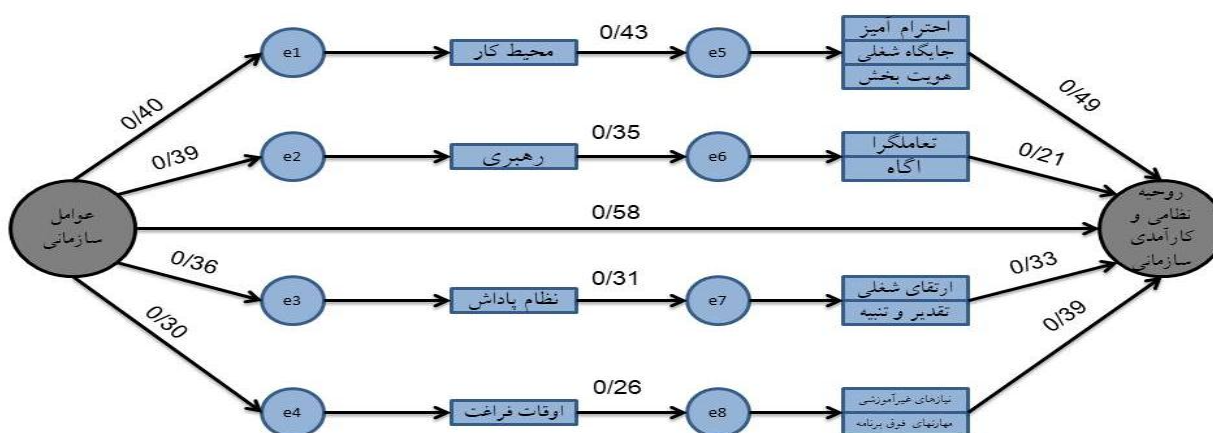 e1
محیط کار
0/43
e5
احترام آمیز
جایگاه شغلی
هویت بخش
0/40
0/49
0/39
e2
رهبری
0/35
e6
تعاملگرا
اگاه
0/21
عوامل
سازمانی
0/58
روحیه
نظامی و
کارآمدی
سازمانی
0/36
e3
نظام پاداش
0/31
e7
ارتقای شغلی
تقدیر و تنبیه
0/33
0/30
0/39
e4
اوقات فراغت
0/26
e8
نیازهای غیرآموزشی
مهارتهای فوق برنامه